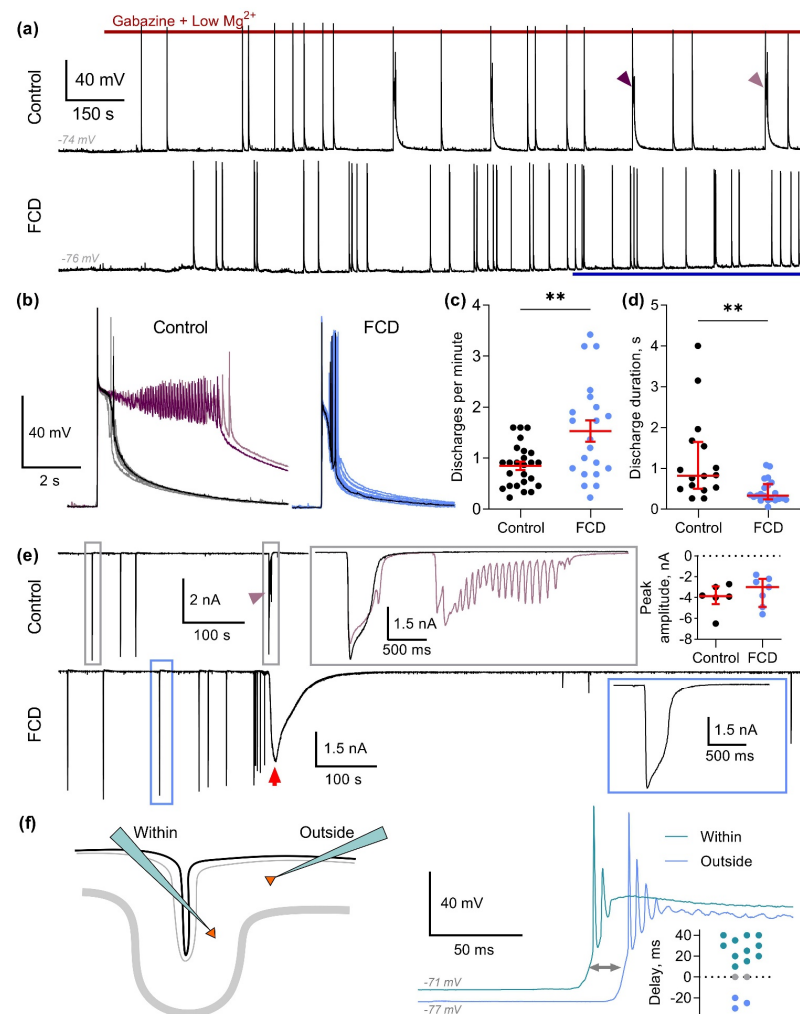 (a)
Gabazine + Low Mg²⁺
Control
40 mV
150 s
-74 mV
FCD
-76 mV
(b)
Control
FCD
40 mV
2 s
(c)
**
Discharges per minute
4
3
2
1
0
Control
FCD
(d)
**
Discharge duration, s
5
4
3
2
1
0
Control
FCD
(e)
Control
2 nA
100 s
1.5 nA
500 ms
Peak
amplitude, nA
0
-2
-4
-6
-8
Control
FCD
FCD
1.5 nA
100 s
1.5 nA
500 ms
(f)
Within
Outside
Within
Outside
40 mV
50 ms
-71 mV
-77 mV
Delay, ms
40
20
0
-20